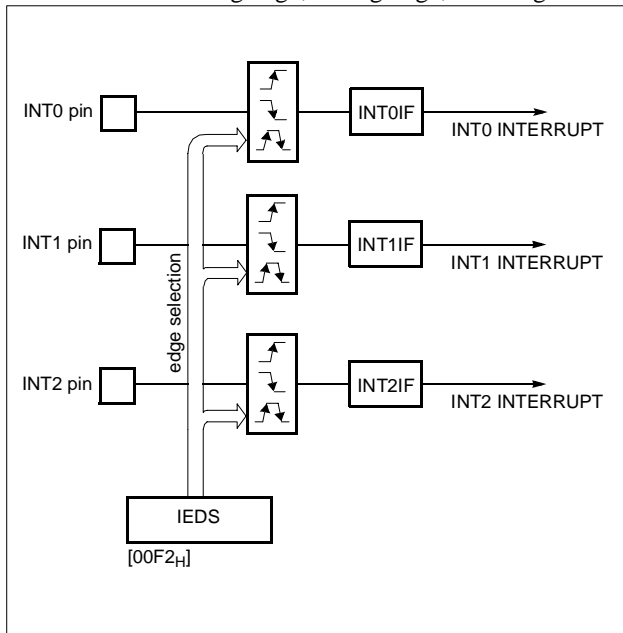 INT0 pin
INT0IF
INT0 INTERRUPT
INT1 pin
INT1IF
INT1 INTERRUPT
edge selection
INT2 pin
INT2IF
INT2 INTERRUPT
IEDS
[00F2H]